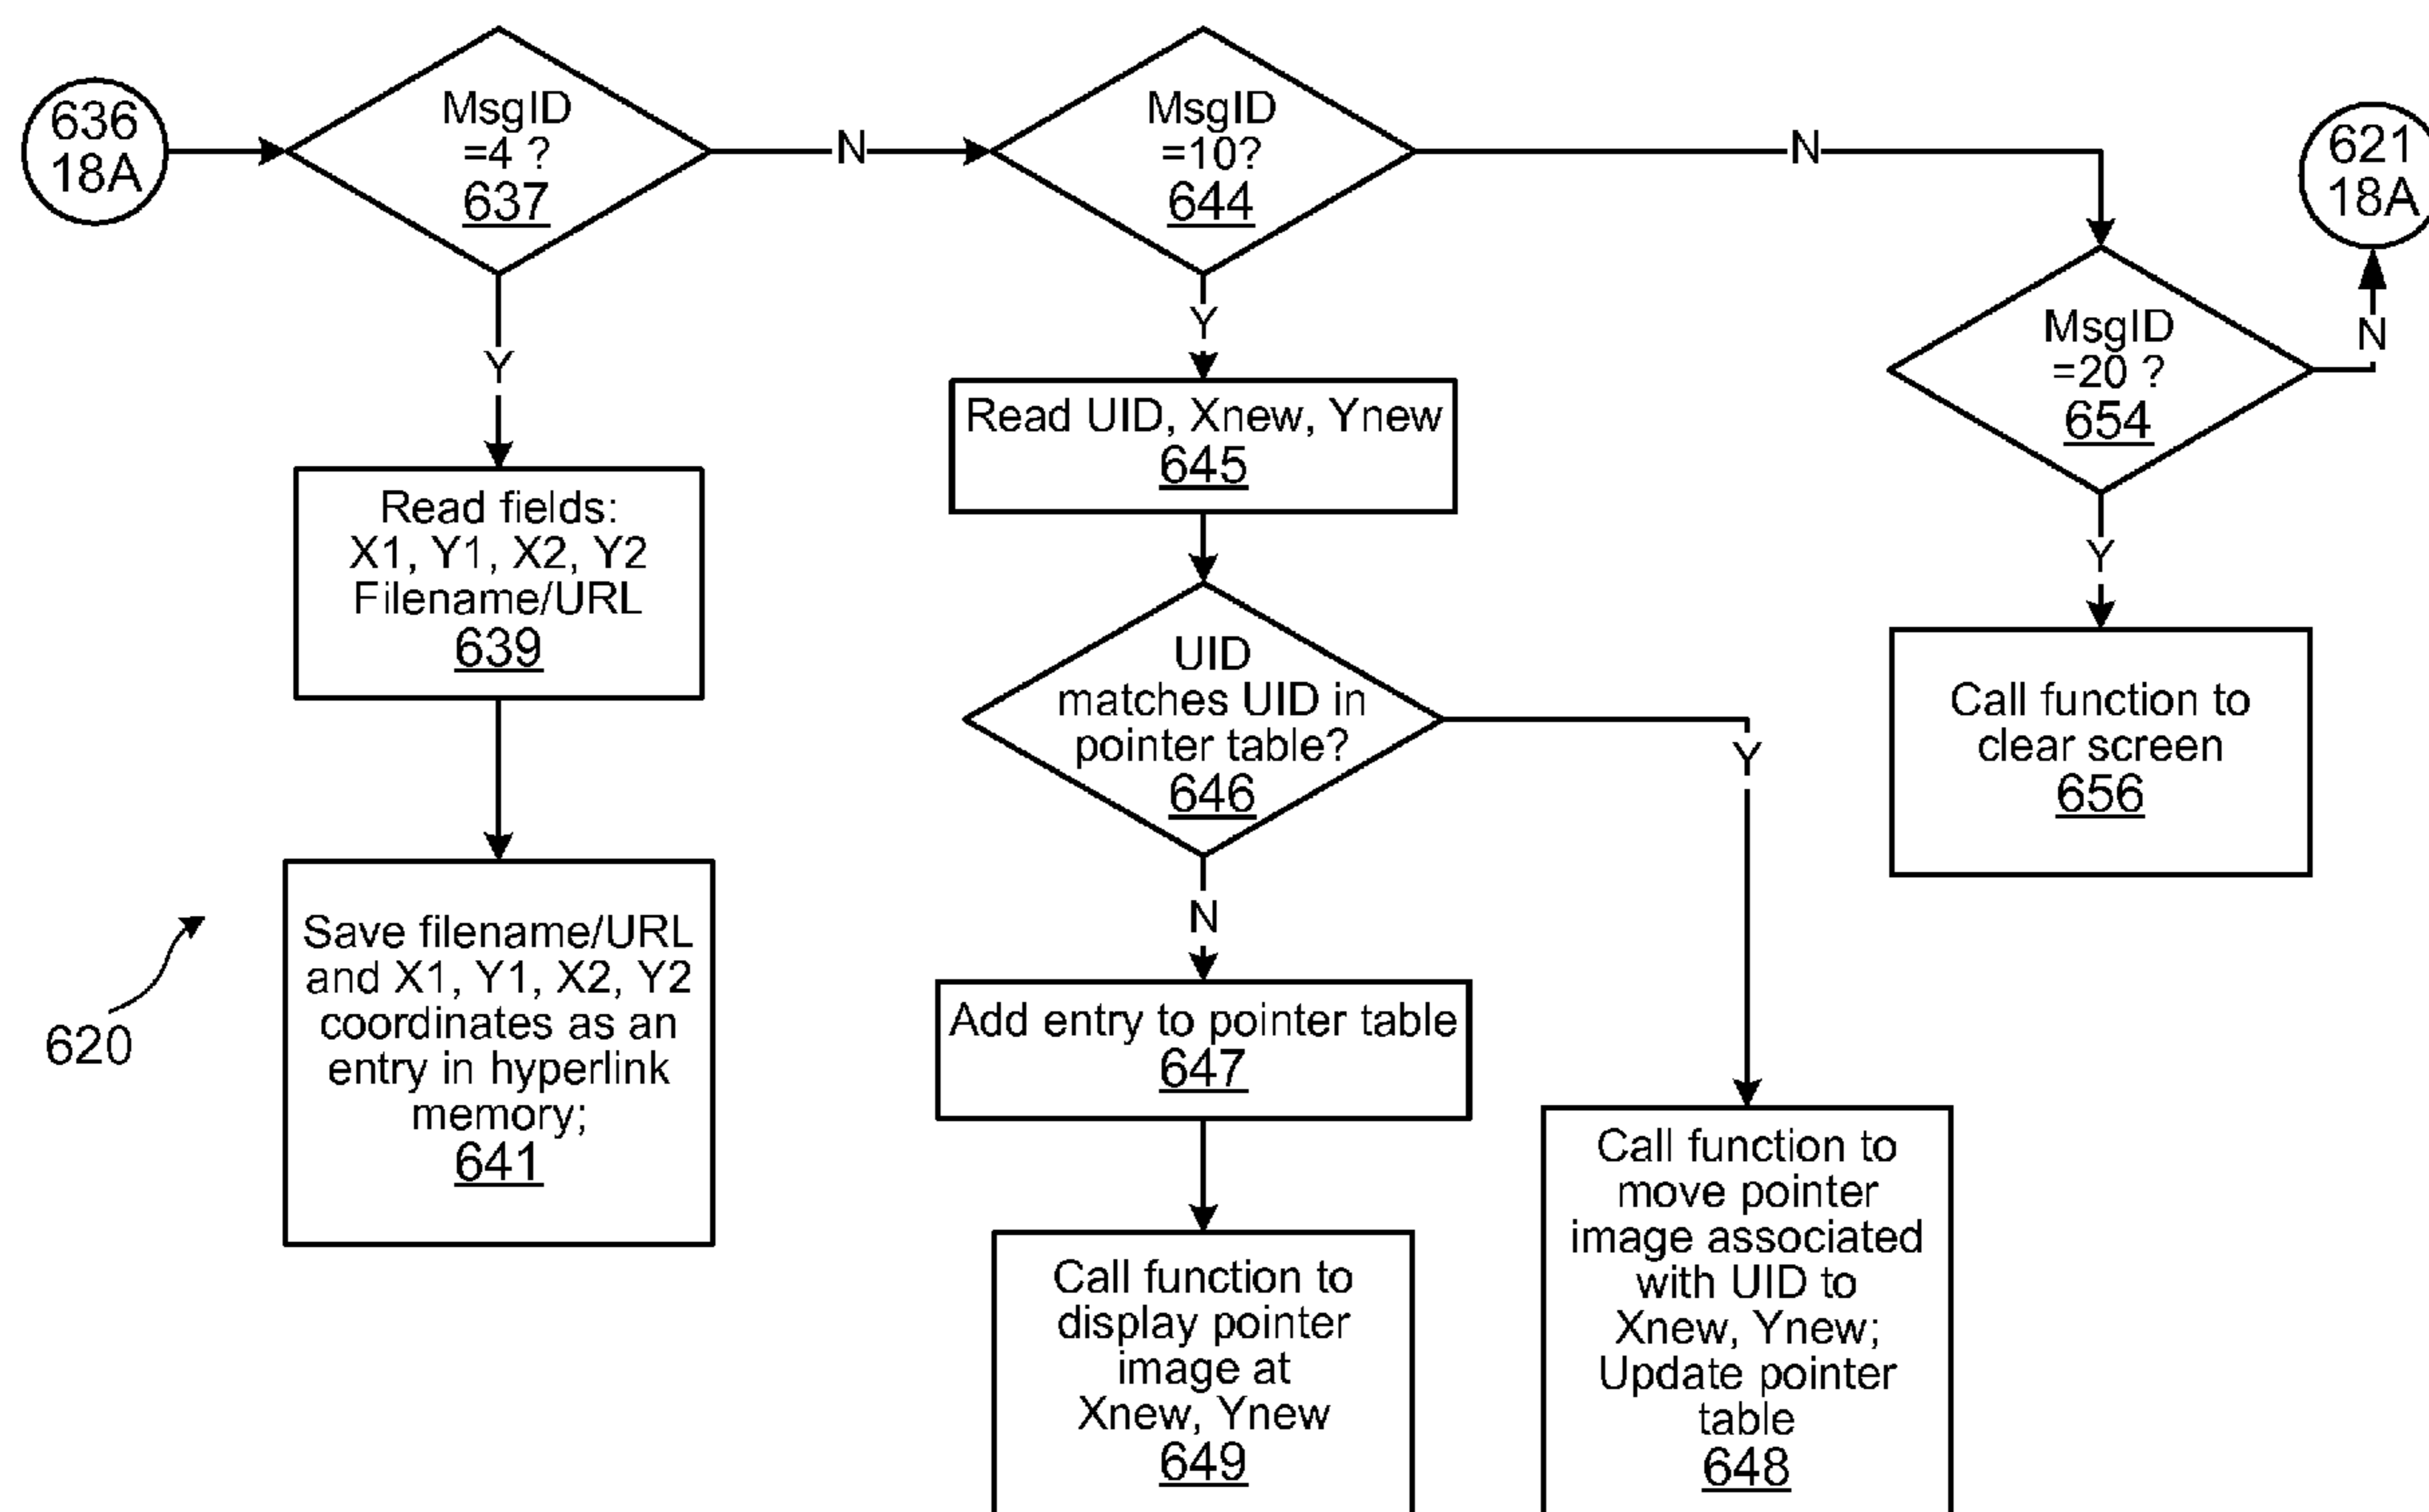 636
18A
MsgID
=4 ?
637
N
MsgID
=10?
644
N
621
18A
Y
Read fields:
X1, Y1, X2, Y2
Filename/URL
639
Save filename/URL
and X1, Y1, X2, Y2
coordinates as an
entry in hyperlink
memory;
641
620
Y
Read UID, Xnew, Ynew
645
UID
matches UID in
pointer table?
646
N
Add entry to pointer table
647
Call function to
display pointer
image at
Xnew, Ynew
649
Y
Call function to
move pointer
image associated
with UID to
Xnew, Ynew;
Update pointer
table
648
MsgID
=20 ?
654
N
Y
Call function to
clear screen
656